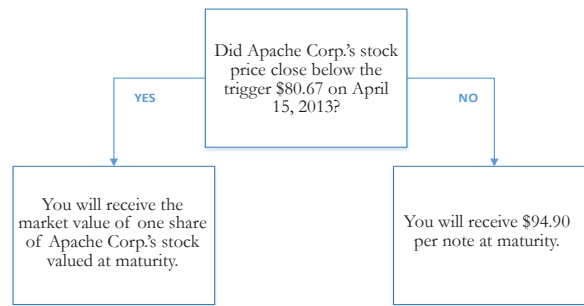 Did Apache Corp.'s stock
price close below the
trigger $80.67 on April
15, 2013?
YES
NO
You will receive the
market value of one share
of Apache Corp.'s stock
valued at maturity.
You will receive $94.90
per note at maturity.